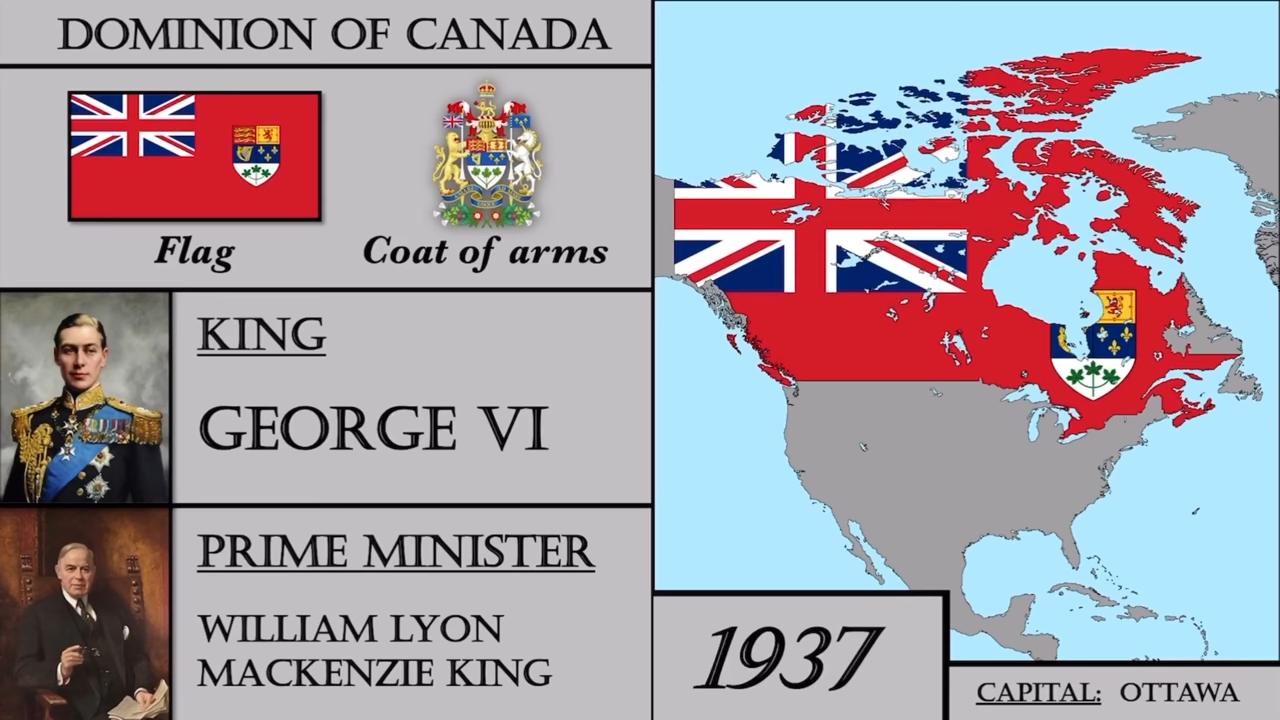 DOMINION OF CANADA
Flag
Coat of arms
KING
GEORGE VI
PRIME MINISTER
WILLIAM LYON
MACKENZIE KING
1937
CAPITAL: OTTAWA